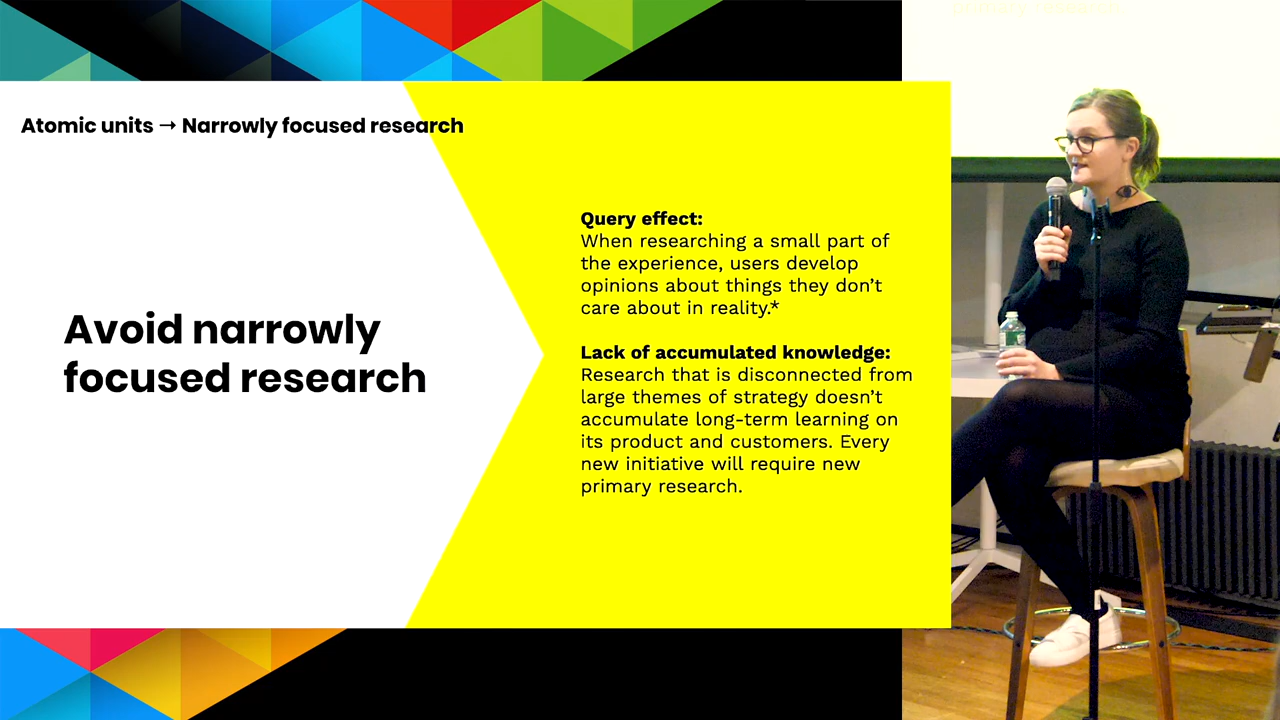 Atomic units → Narrowly focused research
Avoid narrowly
focused research
Query effect:
When researching a small part of
the experience, users develop
opinions about things they don’t
care about in reality.*
Lack of accumulated knowledge:
Research that is disconnected from
large themes of strategy doesn’t
accumulate long-term learning on
its product and customers. Every
new initiative will require new
primary research.
primary research.